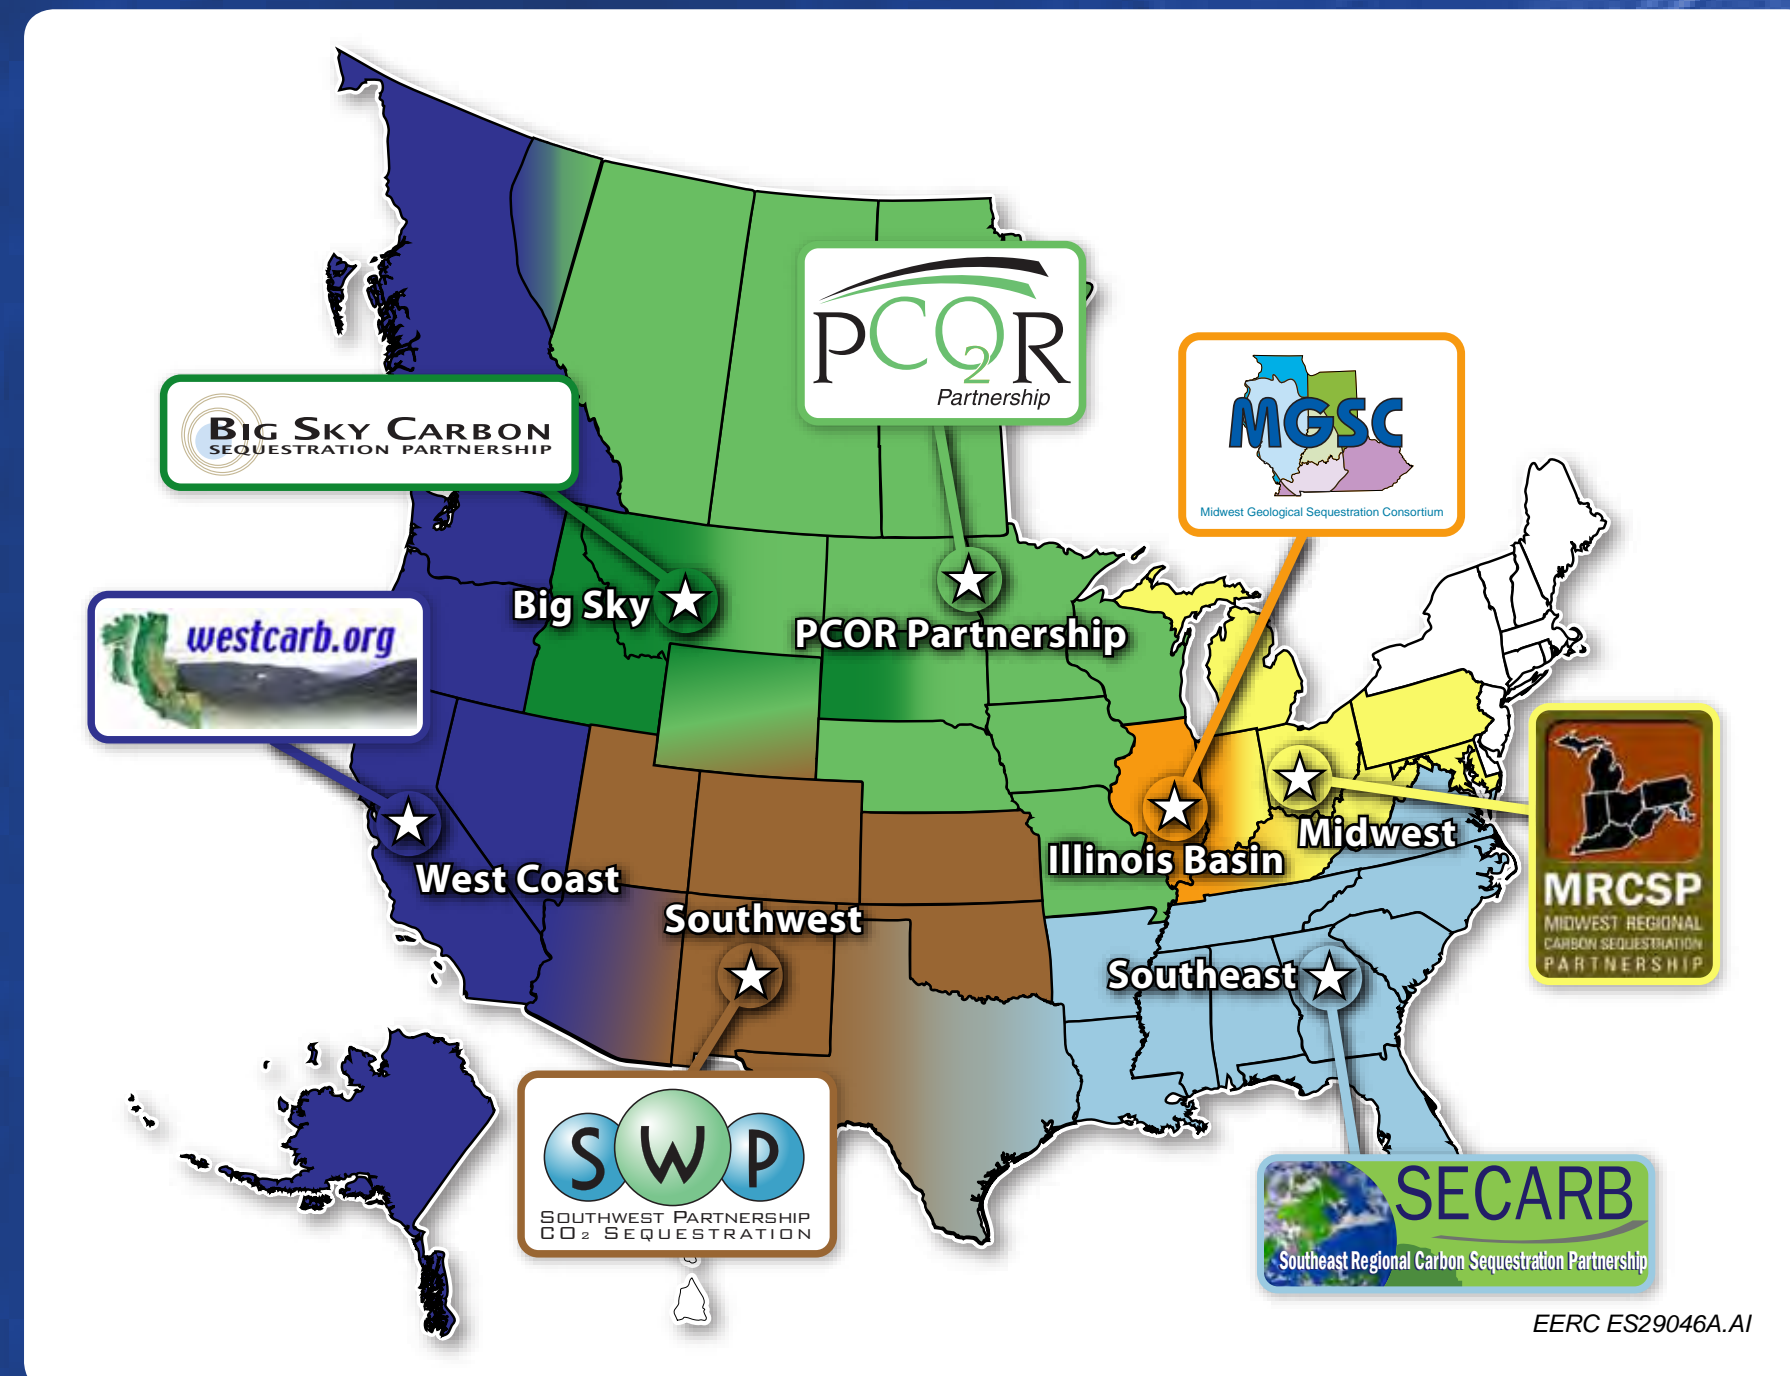 PCO2R
Partnership
MGSC
Midwest Geological Sequestration Consortium
BIG SKY CARBON
SEQUESTRATION PARTNERSHIP
westcarb.org
Big Sky
PCOR Partnership
MRCSP
MIDWEST REGIONAL
CARBON SEQUESTRATION
PARTNERSHIP
Midwest
Illinois Basin
West Coast
Southwest
Southeast
SWP
SOUTHWEST PARTNERSHIP
CO2 SEQUESTRATION
SECARB
Southeast Regional Carbon Sequestration Partnership
EERC ES29046A.AI